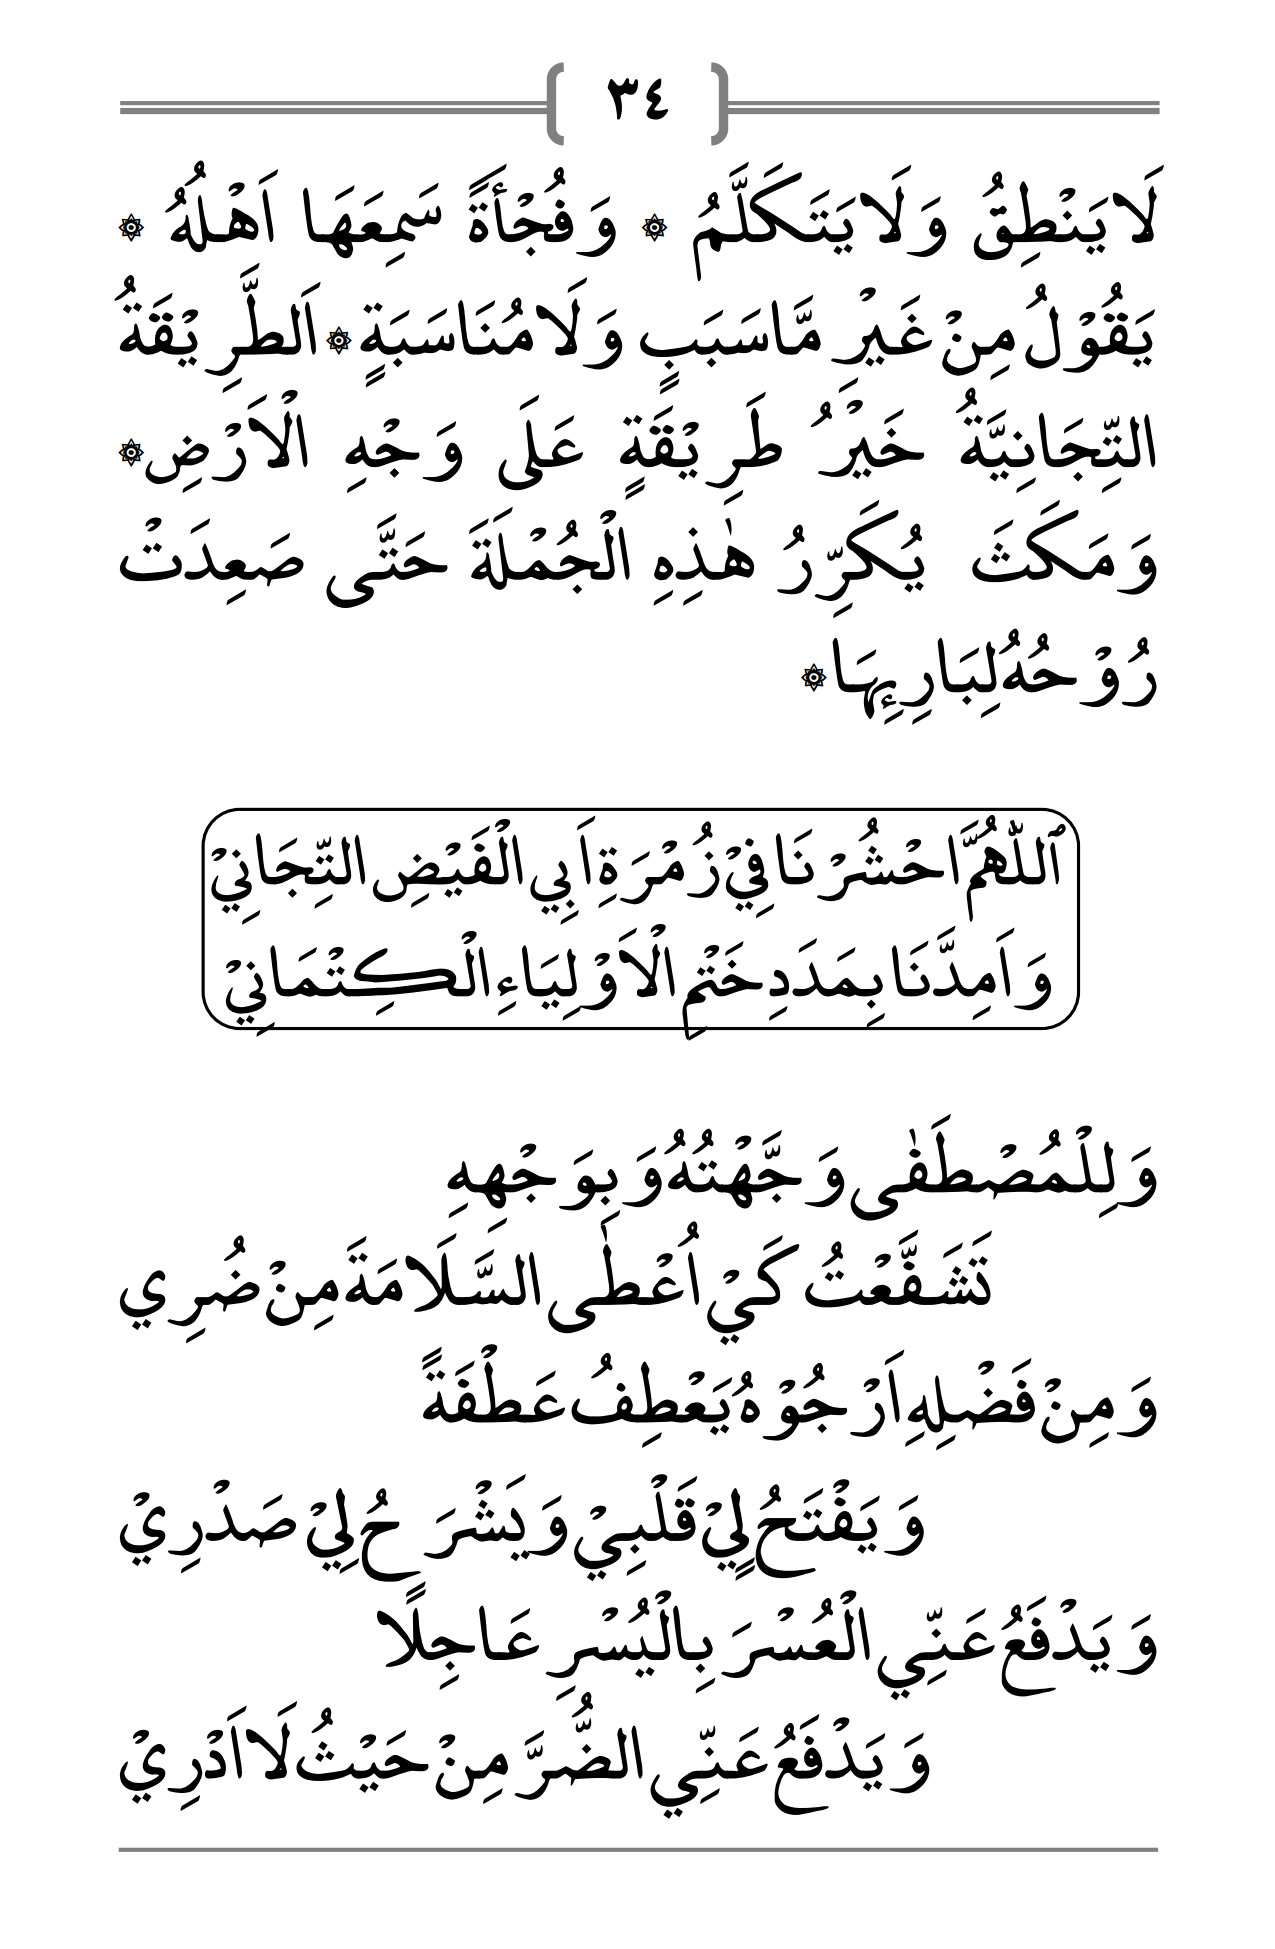 ٣٤
لَا يَنْطِقُ وَلَا يَتَكَلَّمُ ۞ وَفُجْأَةً سَمِعَهَا اَهْلُهُ ۞
يَقُوْلُ مِنْ غَيْرِ مَّاسَبَبٍ وَلَا مُنَاسَبَةٍ ۞ اَلطَّرِيْقَةُ
التِّجَانِيَّةُ خَيْرُ طَرِيْقَةٍ عَلَى وَجْهِ الْاَرْضِ ۞
وَمَكَثَ يُكَرِّرُ هٰذِهِ الْجُمْلَةَ حَتَّى صَعِدَتْ
رُوْحُهُ لِبَارِئِهَا ۞
اَللّٰهُمَّ احْشُرْنَا فِيْ زُمْرَةِ اَبِي الْفَيْضِ التِّجَانِيْ
وَاَمِدَّنَا بِمَدَدِ خَتْمِ الْاَوْلِيَاءِ الْكِتْمَانِيْ
وَلِلْمُصْطَفٰى وَجَّهْتُهُ وَبِوَجْهِهِ
تَشَفَّعْتُ كَيْ اُعْطٰى السَّلَامَةَ مِنْ ضُرِي
وَمِنْ فَضْلِهِ اَرْجُوْهُ يَعْطِفُ عَطْفَةً
وَيَفْتَحُ لِيْ قَلْبِيْ وَيَشْرَحُ لِيْ صَدْرِيْ
وَيَدْفَعُ عَنِّي الْعُسْرَ بِالْيُسْرِ عَاجِلًا
وَيَدْفَعُ عَنِّي الضُّرَّ مِنْ حَيْثُ لَا اَدْرِيْ